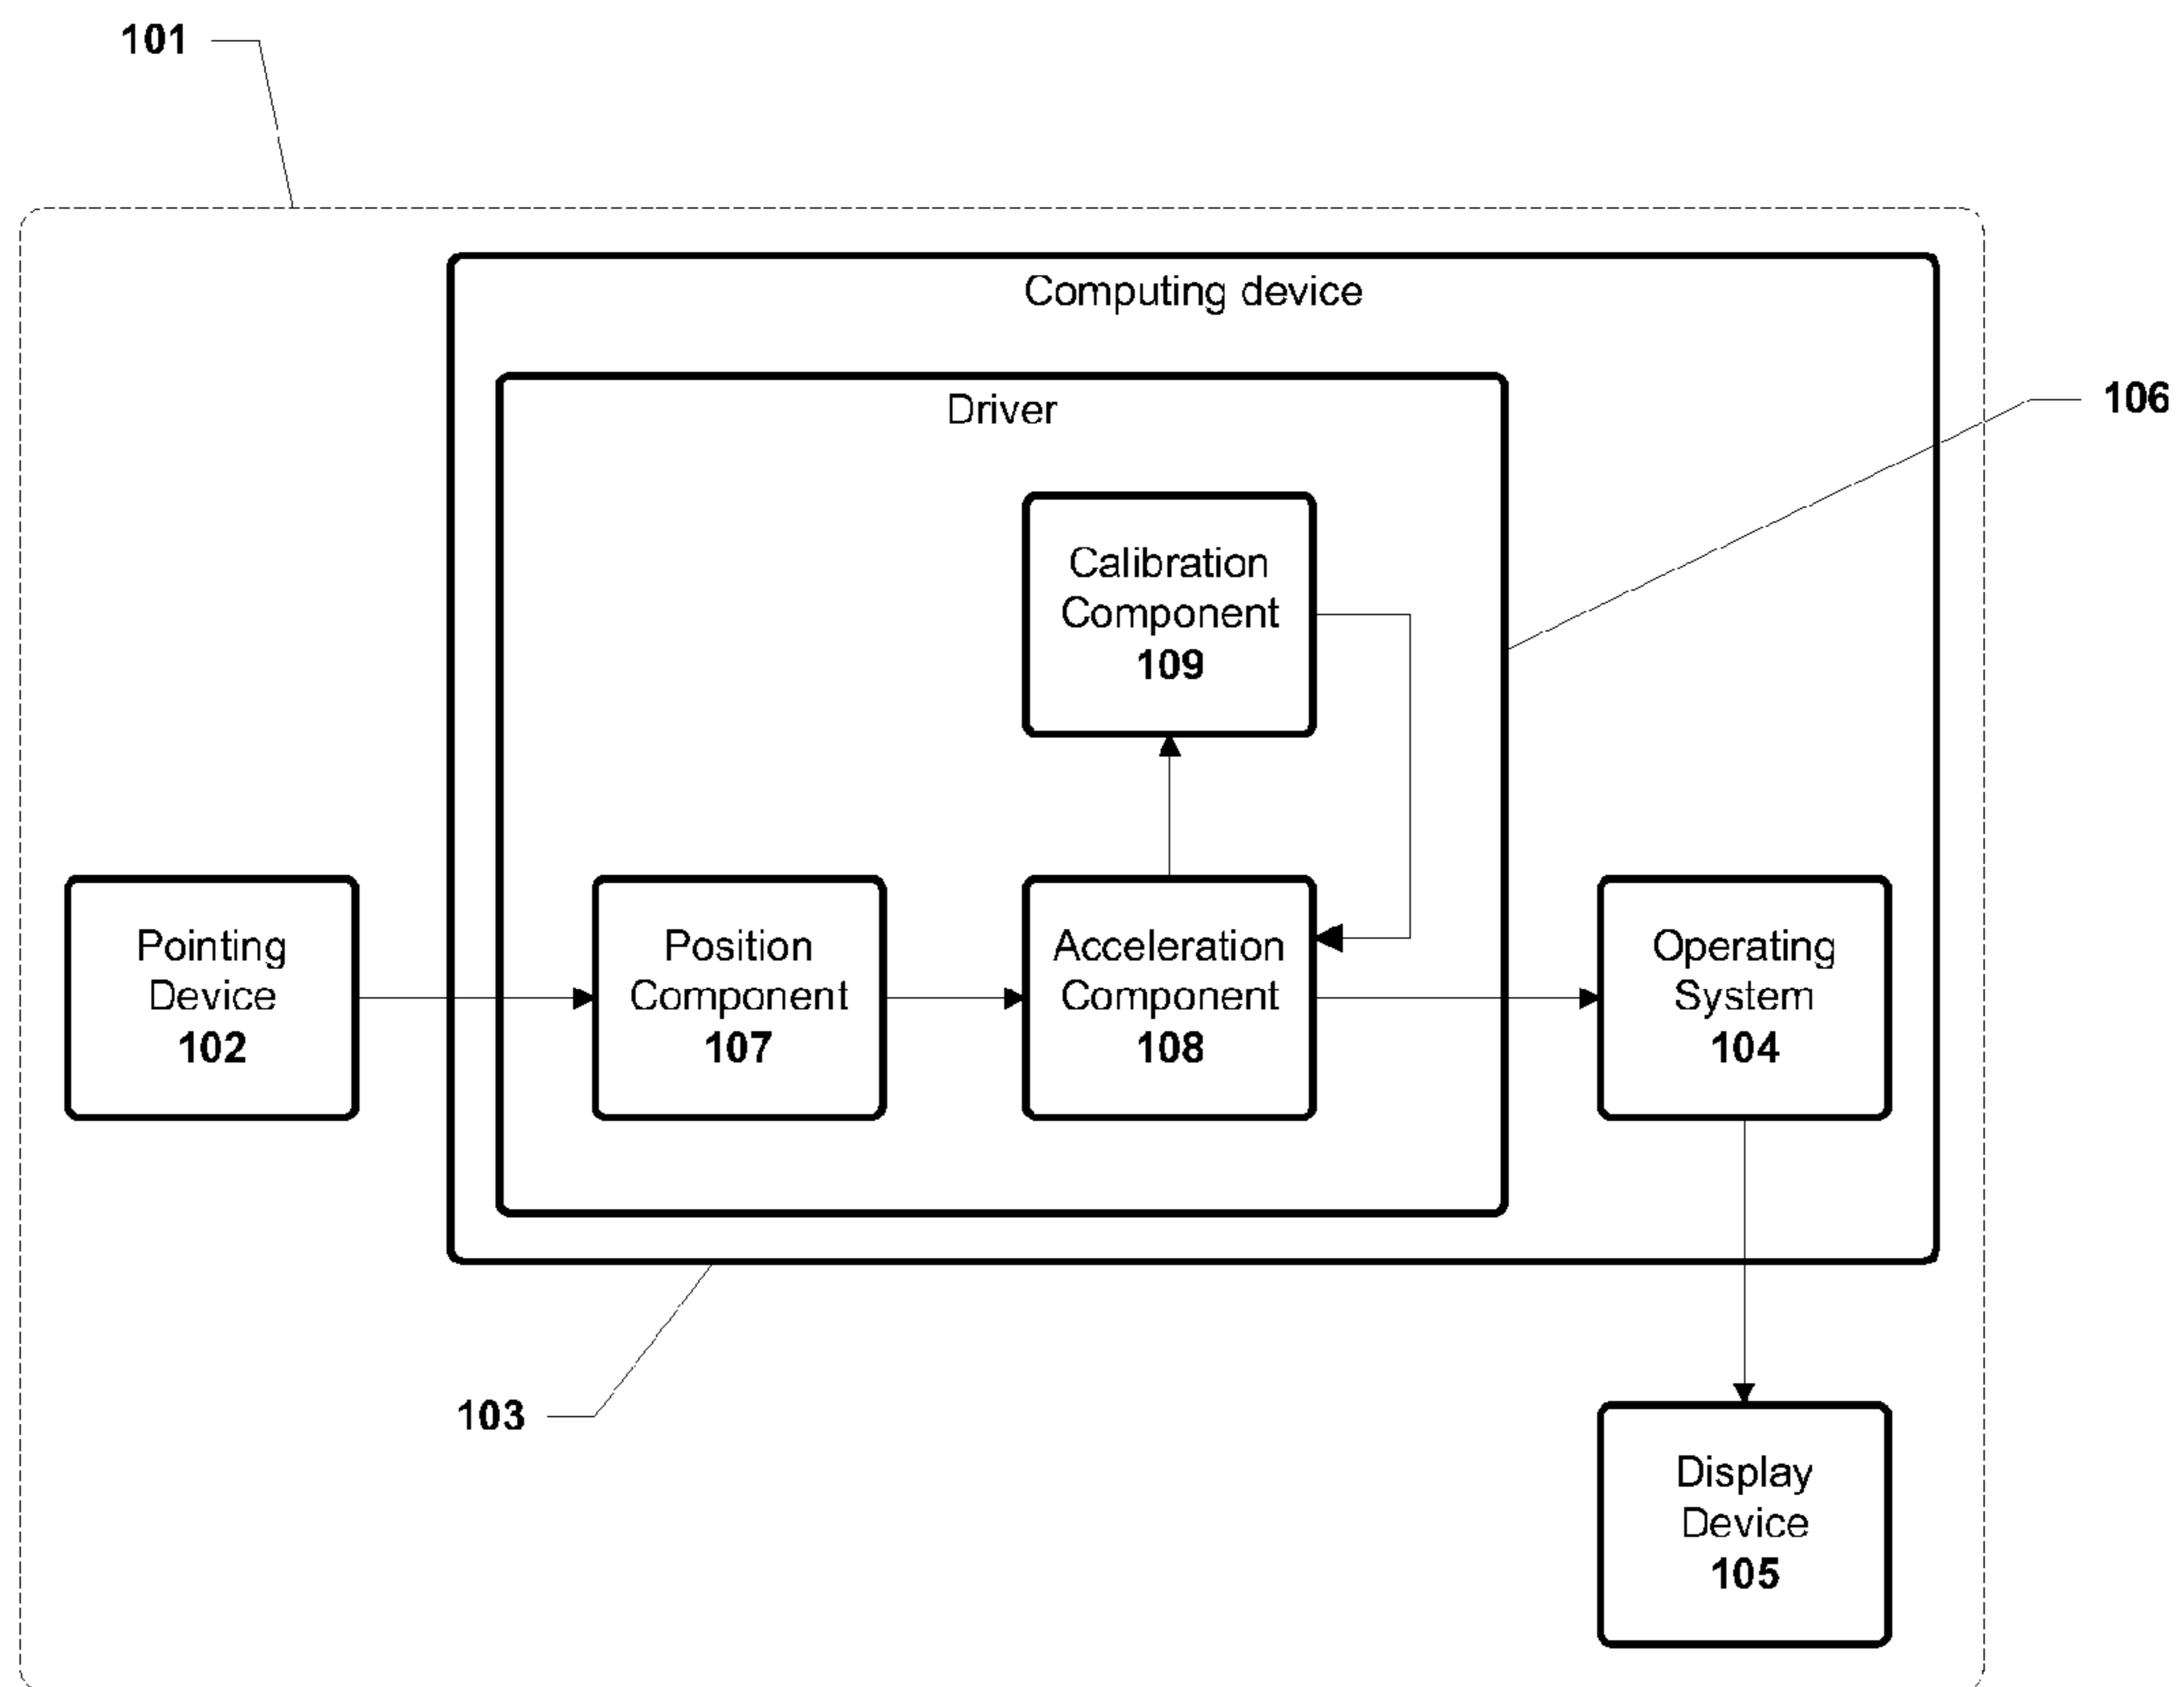 101
Computing device
106
Driver
Calibration
Component
109
Pointing
Device
102
Position
Component
107
Acceleration
Component
108
Operating
System
104
103
Display
Device
105